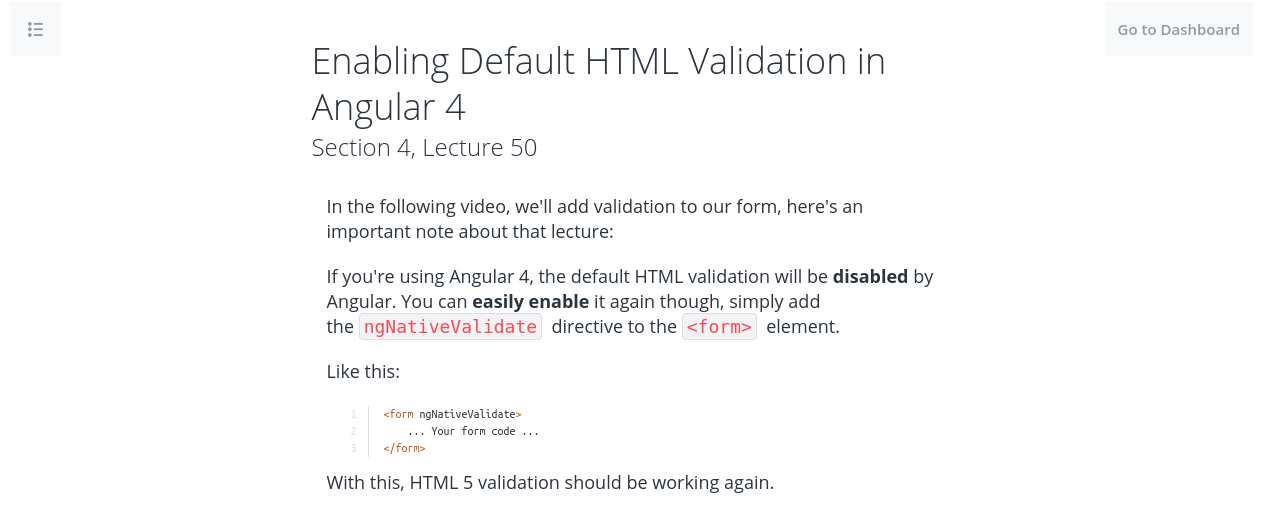 Go to Dashboard
Enabling Default HTML Validation in
Angular 4
Section 4, Lecture 50
In the following video, we'll add validation to our form, here's an
important note about that lecture:
If you're using Angular 4, the default HTML validation will be disabled by
Angular. You can easily enable it again though, simply add
the ngNativeValidate directive to the <form> element.
Like this:
1 <form ngNativeValidate>
2 ... Your form code ...
3 </form>
With this, HTML 5 validation should be working again.